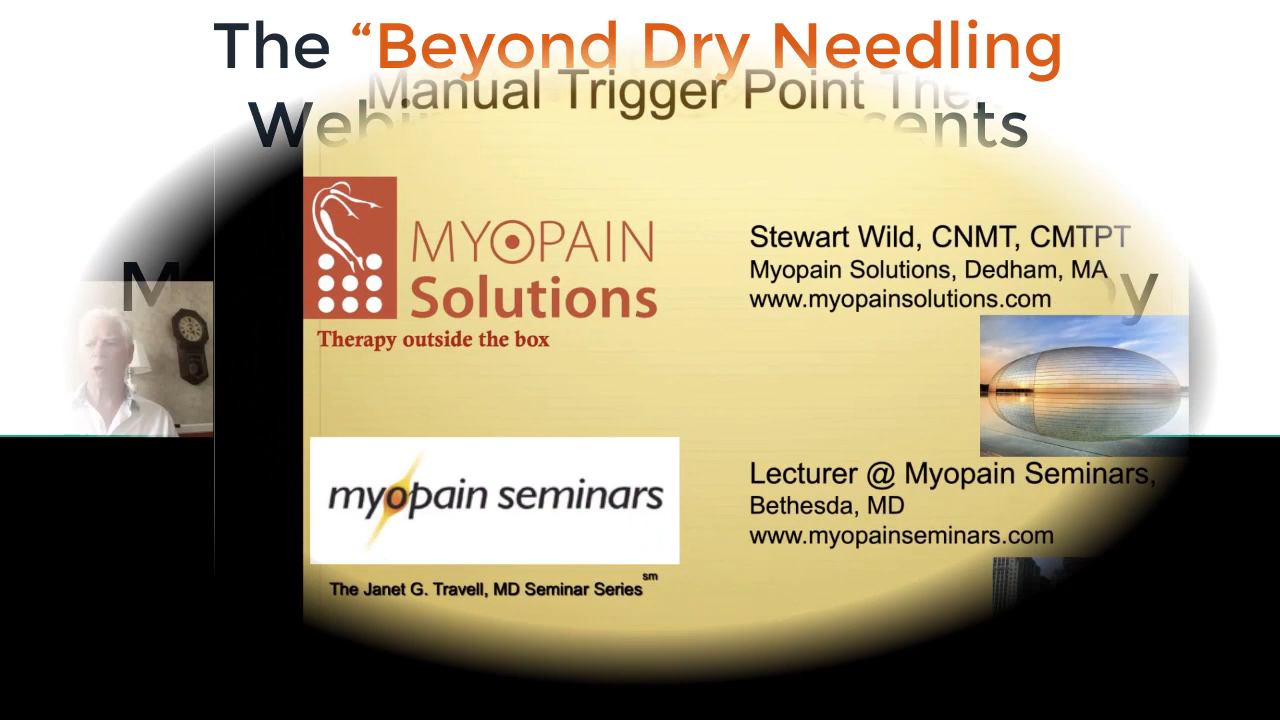 The “Beyond Dry Needling
Manual Trigger Point
MYOPAIN
Solutions
Therapy outside the box
Stewart Wild, CNMT, CMTPT
Myopain Solutions, Dedham, MA
www.myopainsolutions.com
myopain seminars
The Janet G. Travell, MD Seminar Series sm
Lecturer @ Myopain Seminars,
Bethesda, MD
www.myopainseminars.com